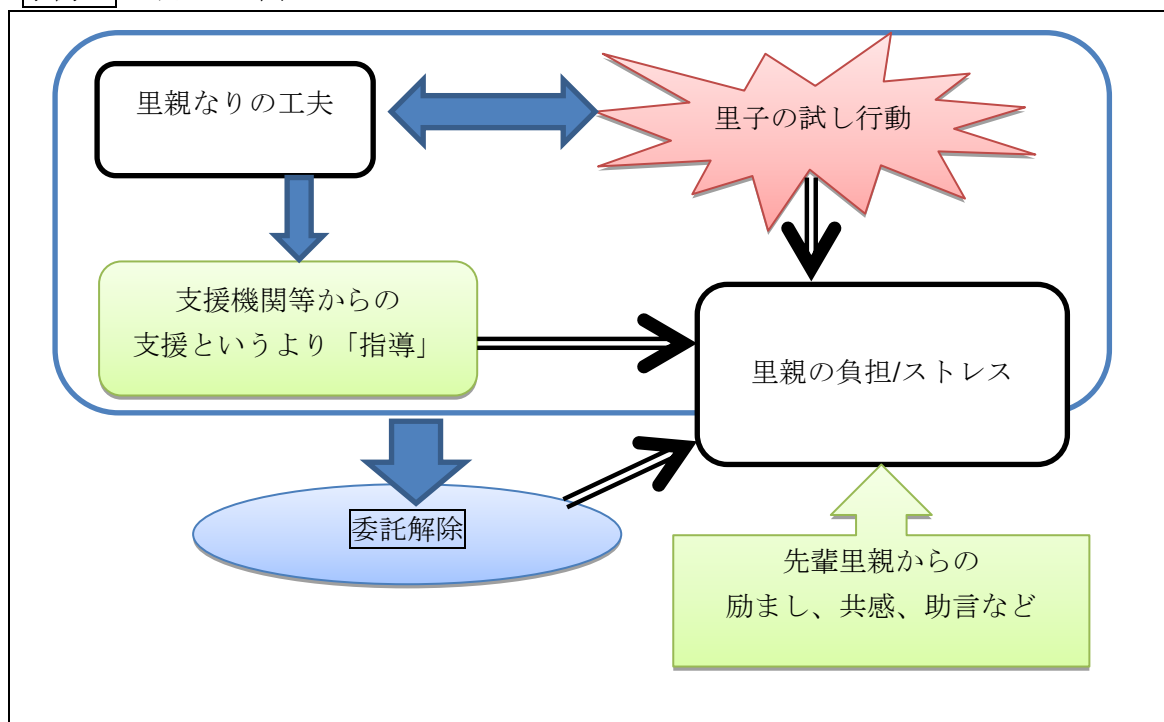 里親なりの工夫
里子の試し行動
支援機関等からの
支援というより「指導」
里親の負担/ストレス
委託解除
先輩里親からの
励まし、共感、助言など